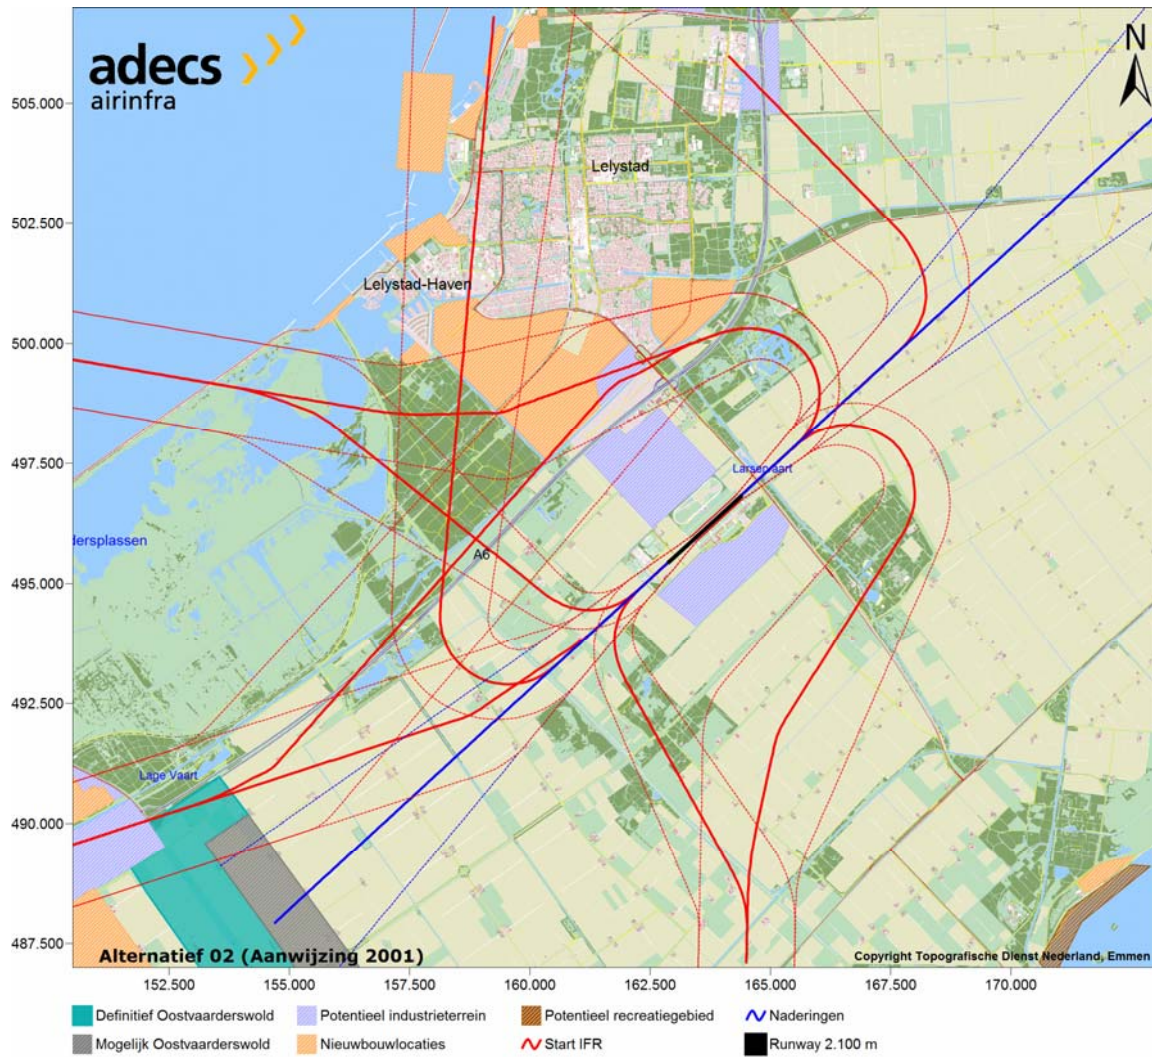 adecs
airinfra
N
505.000
502.500
500.000
497.500
495.000
492.500
490.000
487.500
Lelystad
Lelystad-Haven
Larservaart
dersplassen
A6
Lage Vaart
Alternatief 02 (Aanwijzing 2001)
Copyright Topografische Dienst Nederland, Emmen
152.500
155.000
157.500
160.000
162.500
165.000
167.500
170.000
Definitief Oostvaarderswold
Potentieel industrieterrein
Potentieel recreatiegebied
Naderingen
Mogelijk Oostvaarderswold
Nieuwbouwlocaties
Start IFR
Runway 2.100 m